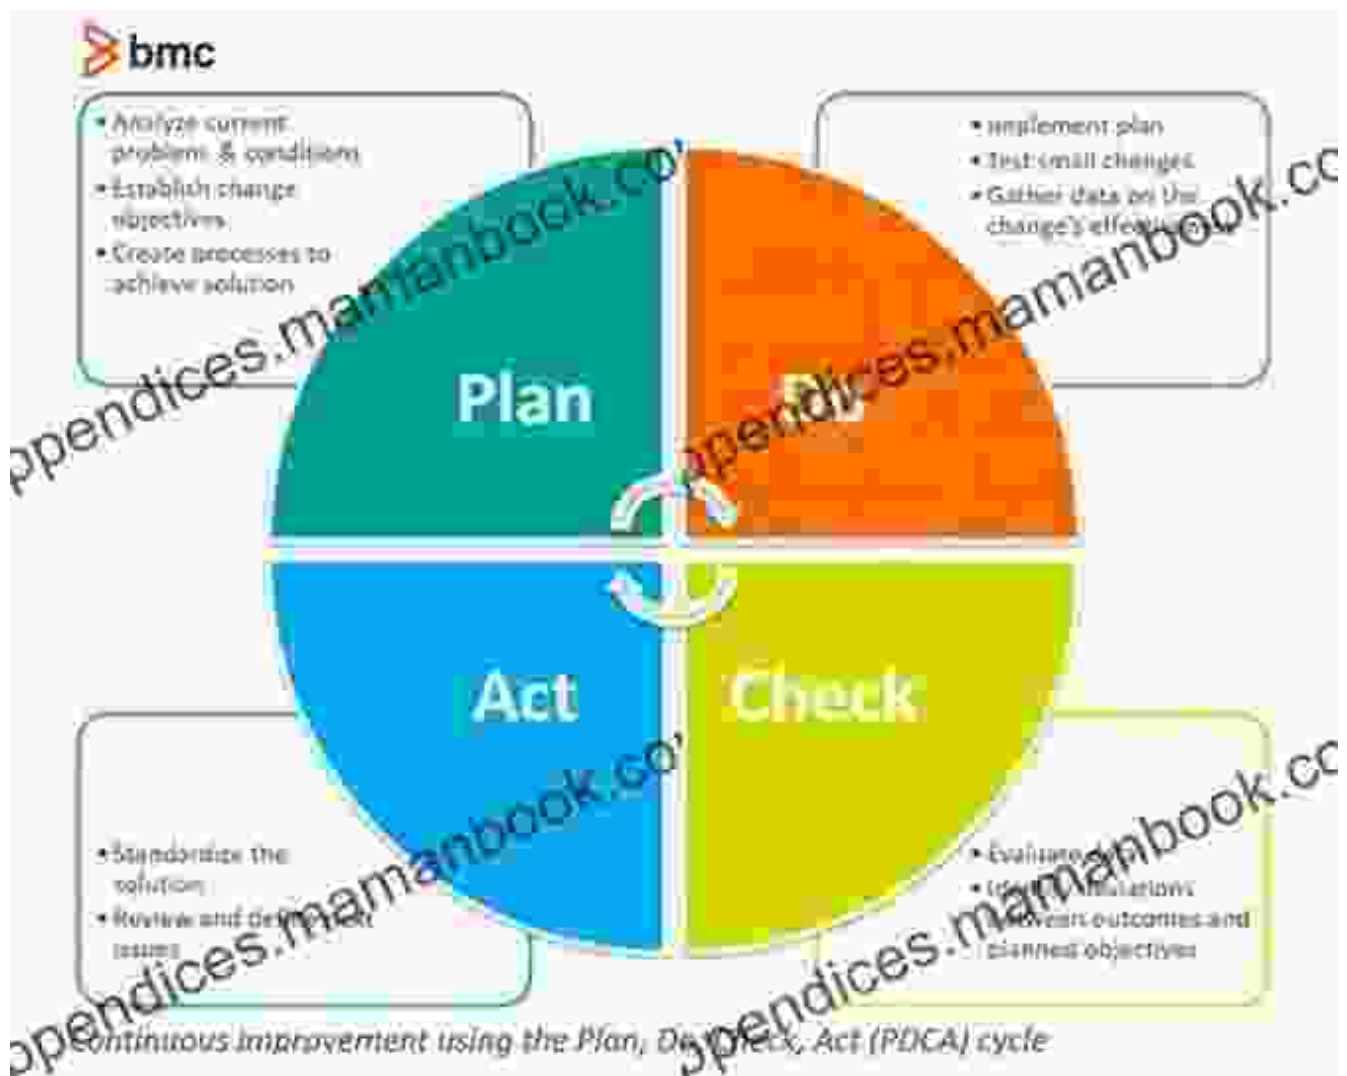 bmc
• Analyze current
problem & conditions
• Establish change
objectives
• Create processes to
achieve solution
• Implement plan
• Test small changes
• Gather data on the
change's
Plan
Act
Check
• Standardize the
solution
• Review and
issues
• Evaluate
between outcomes and
planned objectives
Continuous Improvement using the Plan, Do, Check, Act (PDCA) cycle
ppendices.mamanbook.co
ppendices.mamanbook.co
ppendices.mamanbook.co
ppendices.mamanbook.co